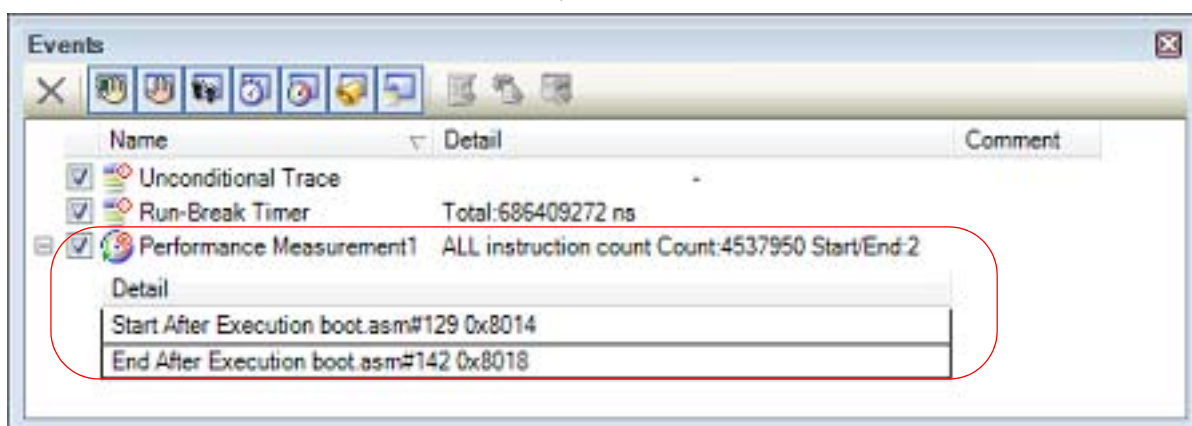 Events
Name Detail Comment
Unconditional Trace -
Run-Break Timer Total:686409272 ns
Performance Measurement1 ALL instruction count Count:4537950 Start/End:2
Detail
Start After Execution boot.asm#129 0x8014
End After Execution boot.asm#142 0x8018